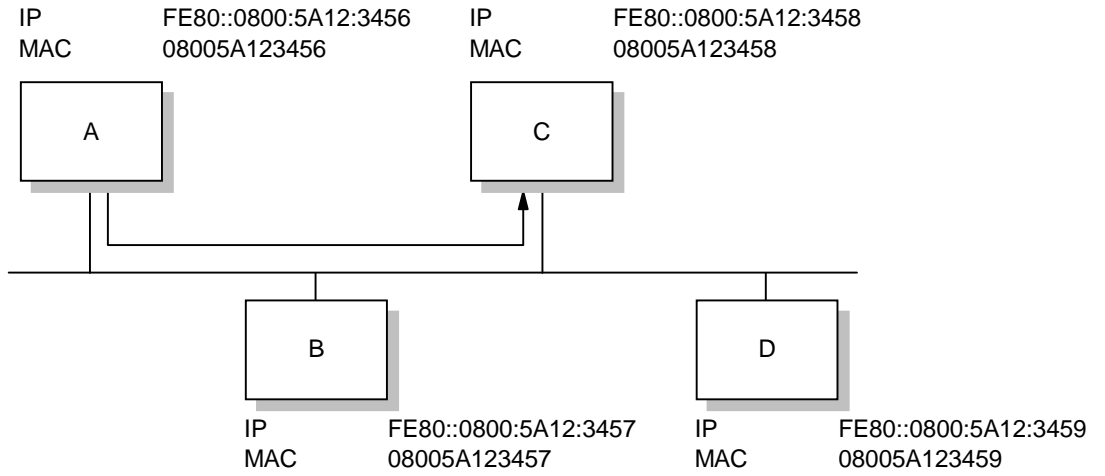 IP FE80::0800:5A12:3456
MAC 08005A123456
IP FE80::0800:5A12:3458
MAC 08005A123458
A
C
B
D
IP FE80::0800:5A12:3457
MAC 08005A123457
IP FE80::0800:5A12:3459
MAC 08005A123459